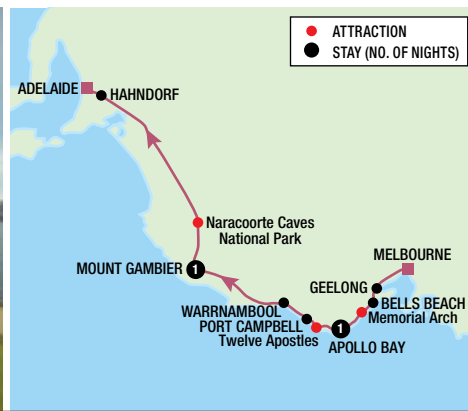 ATTRACTION
STAY (NO. OF NIGHTS)
ADELAIDE
HAHNDORF
Naracoorte Caves
National Park
MELBOURNE
MOUNT GAMBIER
1
GEELONG
BELLS BEACH
Memorial Arch
WARRNAMBOOL
PORT CAMPBELL
Twelve Apostles
1
APOLLO BAY